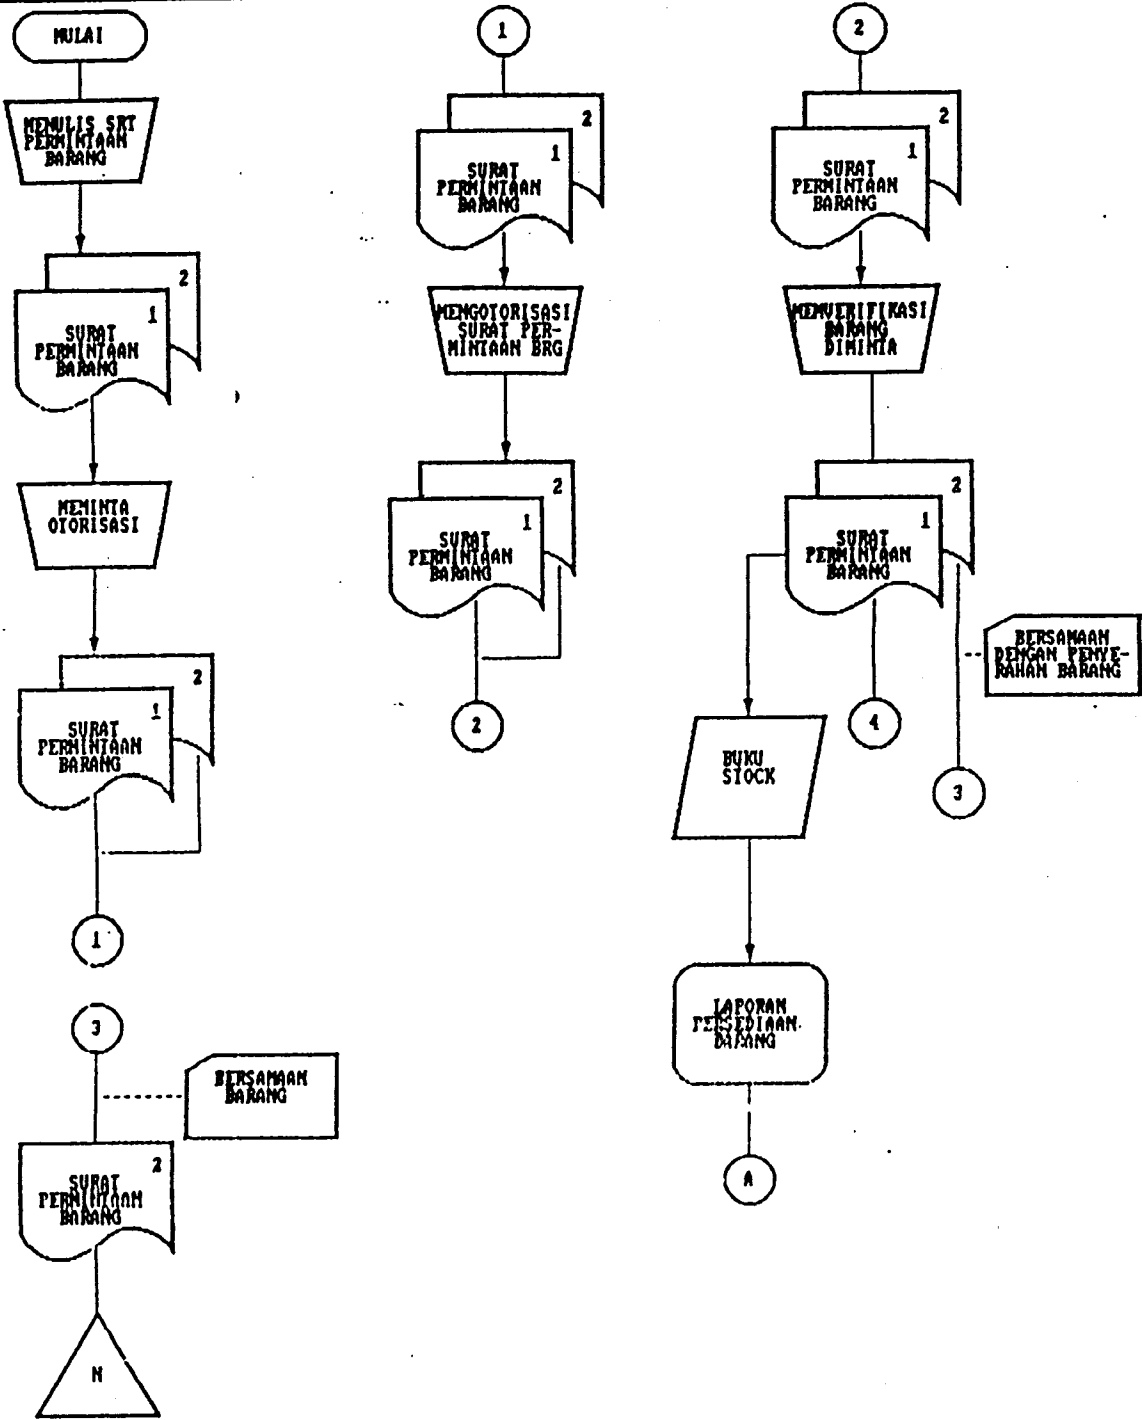 MULAI
MENULIS SRT
PERMINTAAN
BARANG
2
1
SURAT
PERMINTAAN
BARANG
MEMINTA
OTORISASI
2
1
SURAT
PERMINTAAN
BARANG
1
3
BERSAMAAN
BARANG
2
SURAT
PERMINTAAN
BARANG
N
1
2
1
SURAT
PERMINTAAN
BARANG
MENGOTORISASI
SURAT PER-
MINTAAN BRG
2
1
SURAT
PERMINTAAN
BARANG
2
2
2
1
SURAT
PERMINTAAN
BARANG
MEMVERIFIKASI
BARANG
DIMINTA
2
1
SURAT
PERMINTAAN
BARANG
BERSAMAAN
DENGAN PENYE-
RAHAN BARANG
4
3
BUKU
STOCK
LAPORAN
PERSEDIAAN
BARANG
A